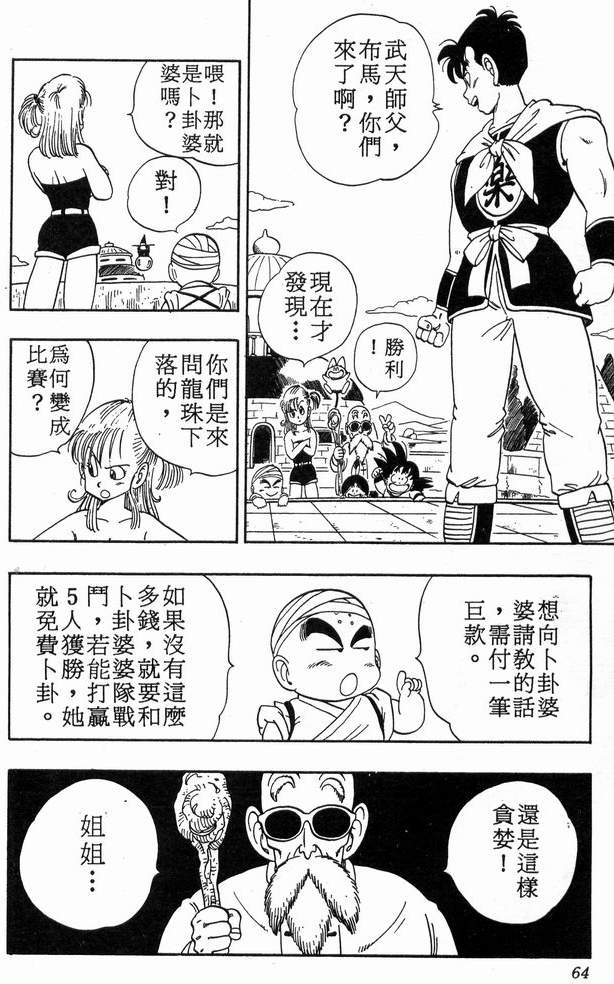 武天師父，
布馬，你們
來了啊？
樂
勝利
！
現在才
發現…
喂！那就
是卜卦婆
婆嗎？
對！
你們是來
問龍珠下
落的，
爲何變成
比賽？
想向卜卦婆
婆請教的話
，需付一筆
巨款。
如果沒有這麼
多錢，就要和
卜卦婆婆隊戰
鬥，若能打贏
5人獲勝，她
就免費卜卦。
還是這樣
貪婪！
姐姐…
64